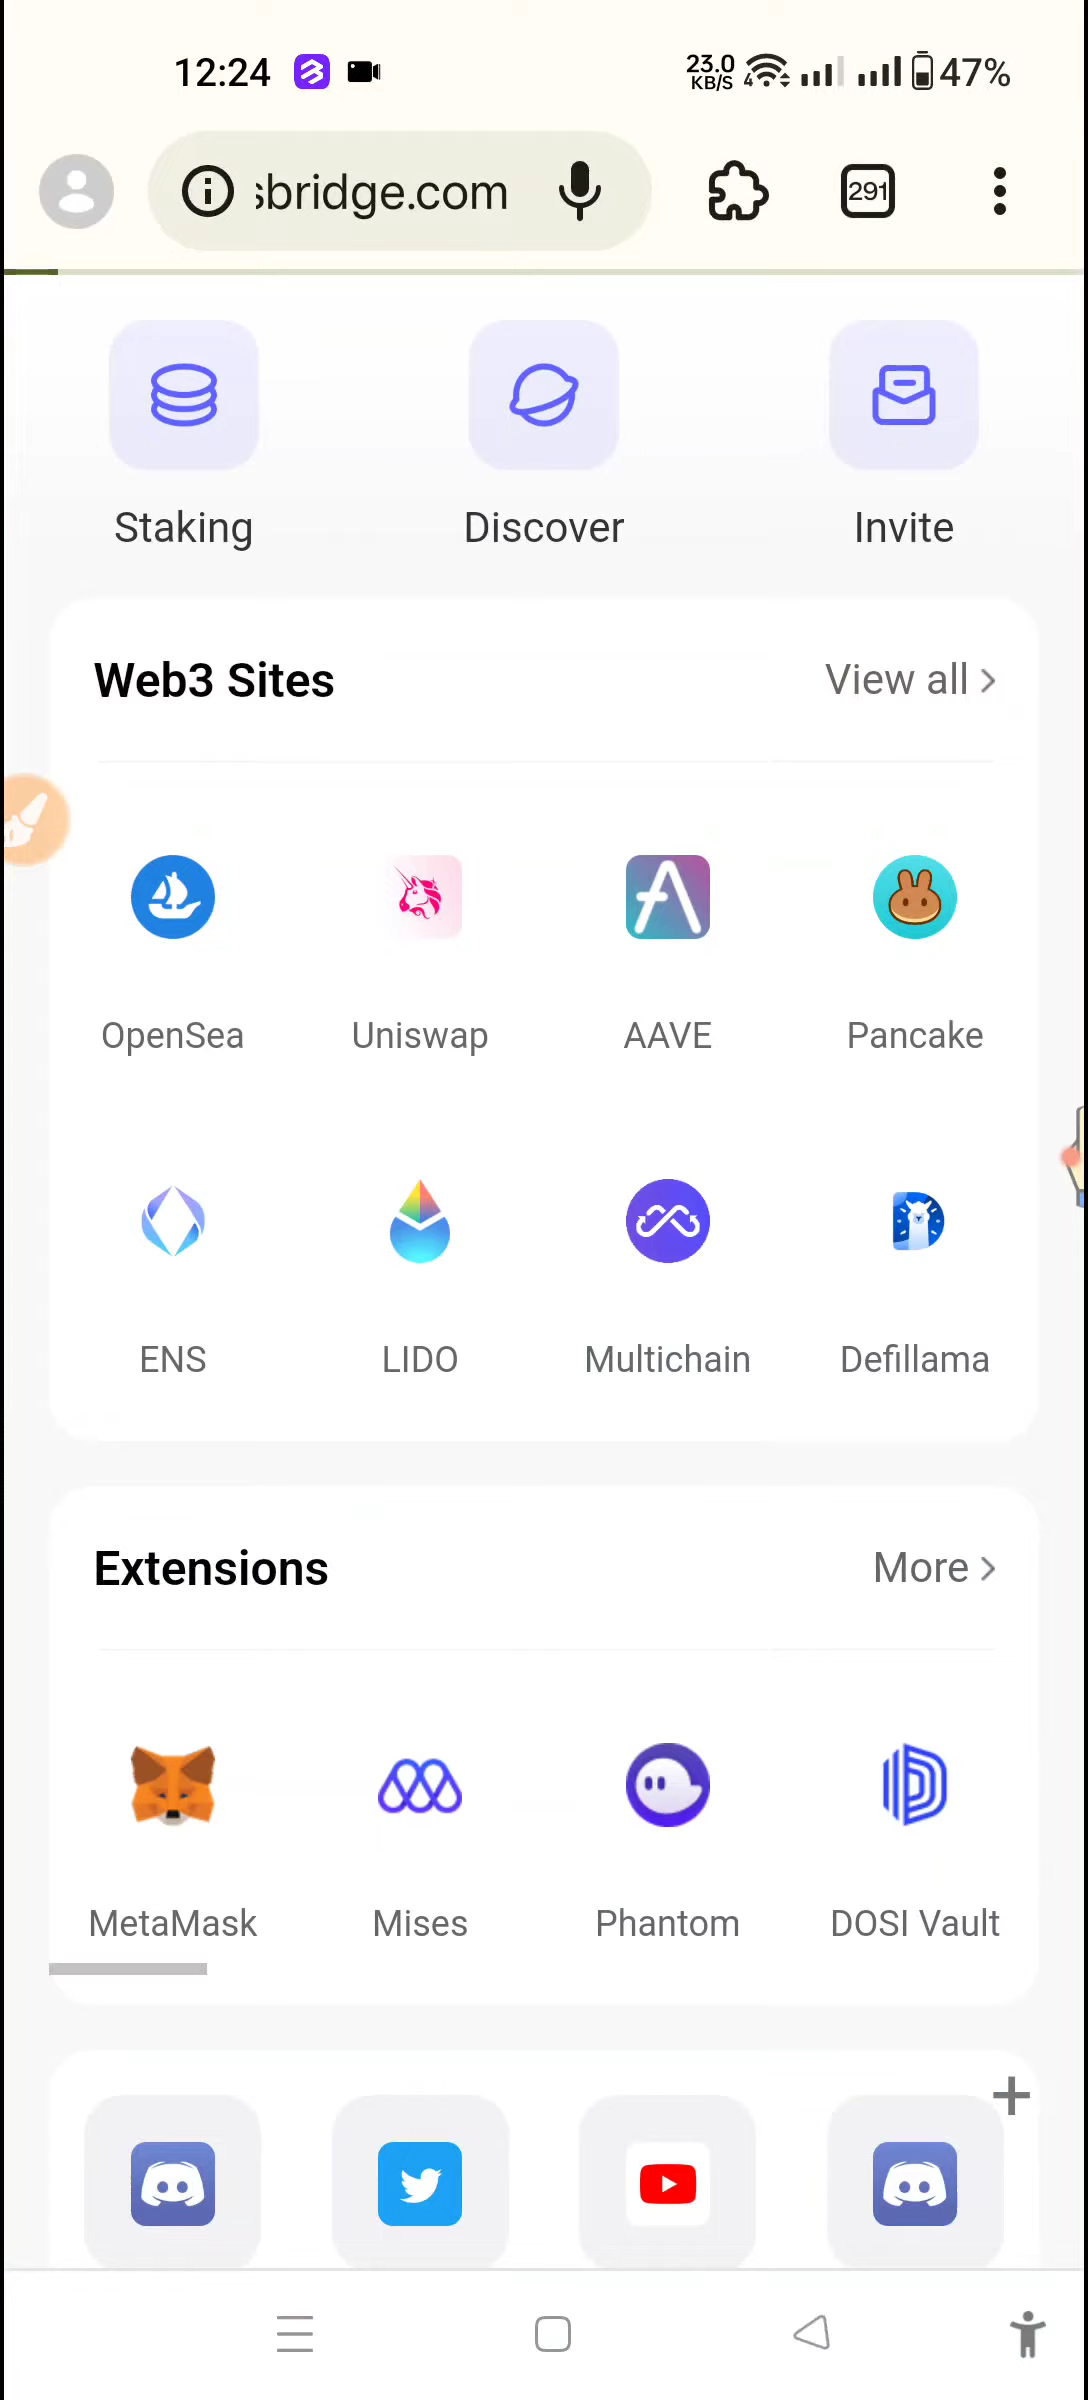 12:24
23.0 KB/S
4
47%
sbridge.com
291
Staking
Discover
Invite
Web3 Sites
View all
OpenSea
Uniswap
AAVE
Pancake
ENS
LIDO
Multichain
Defillama
Extensions
More
MetaMask
Mises
Phantom
DOSI Vault